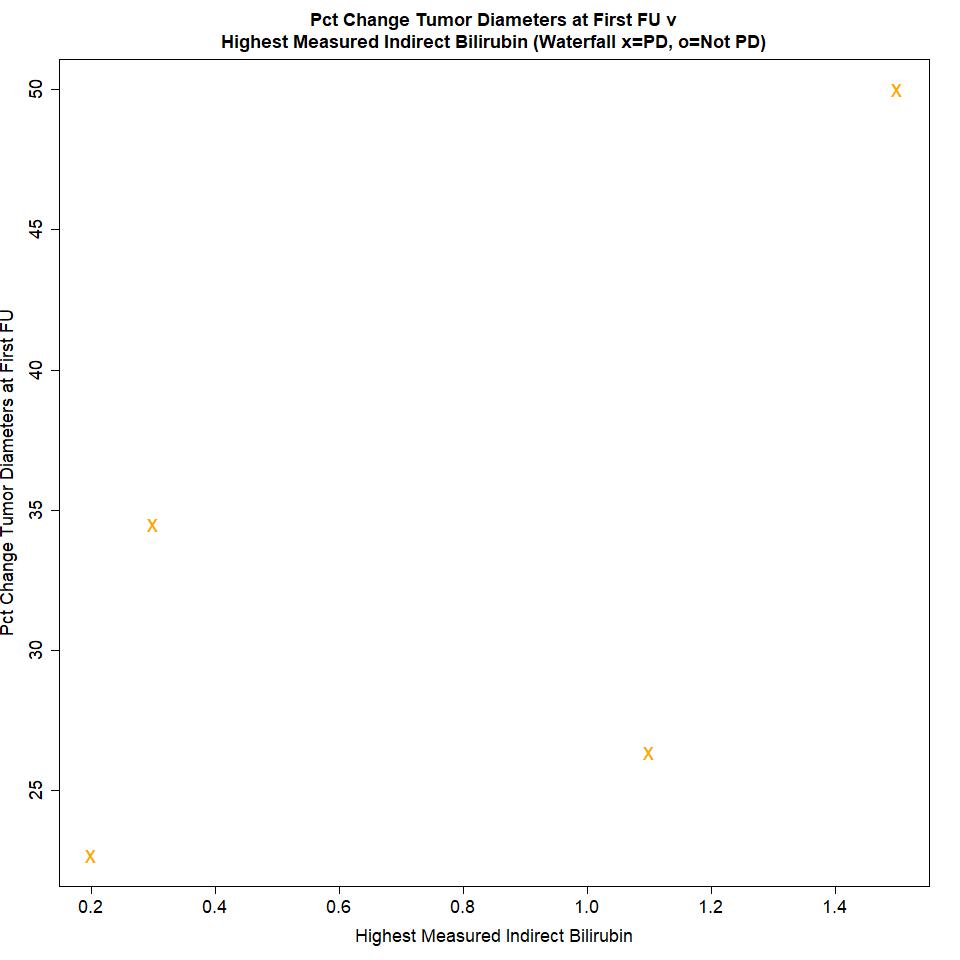 Pct Change Tumor Diameters at First FU v
Highest Measured Indirect Bilirubin (Waterfall x=PD, o=Not PD)
Pct Change Tumor Diameters at First FU
50
45
40
35
30
25
X
X
X
X
0.2 0.4 0.6 0.8 1.0 1.2 1.4
Highest Measured Indirect Bilirubin